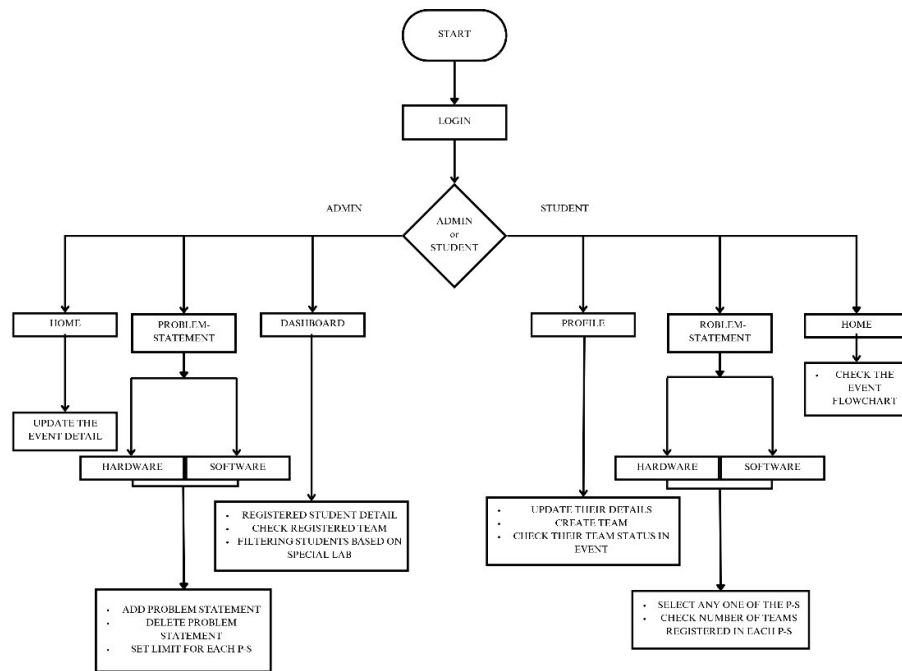 START
LOGIN
ADMIN
STUDENT
ADMIN
or
STUDENT
HOME
PROBLEM-
STATEMENT
DASHBOARD
PROFILE
ROBLEM-
STATEMENT
HOME
• CHECK THE
EVENT
FLOWCHART
UPDATE THE
EVENT DETAIL
HARDWARE
SOFTWARE
HARDWARE
SOFTWARE
• REGISTERED STUDENT DETAIL
• CHECK REGISTERED TEAM
• FILTERING STUDENTS BASED ON
SPECIAL LAB
• UPDATE THEIR DETAILS
• CREATE TEAM
• CHECK THEIR TEAM STATUS IN
EVENT
• ADD PROBLEM STATEMENT
• DELETE PROBLEM
STATEMENT
• SET LIMIT FOR EACH P-S
• SELECT ANY ONE OF THE P-S
• CHECK NUMBER OF TEAMS
REGISTERED IN EACH P-S